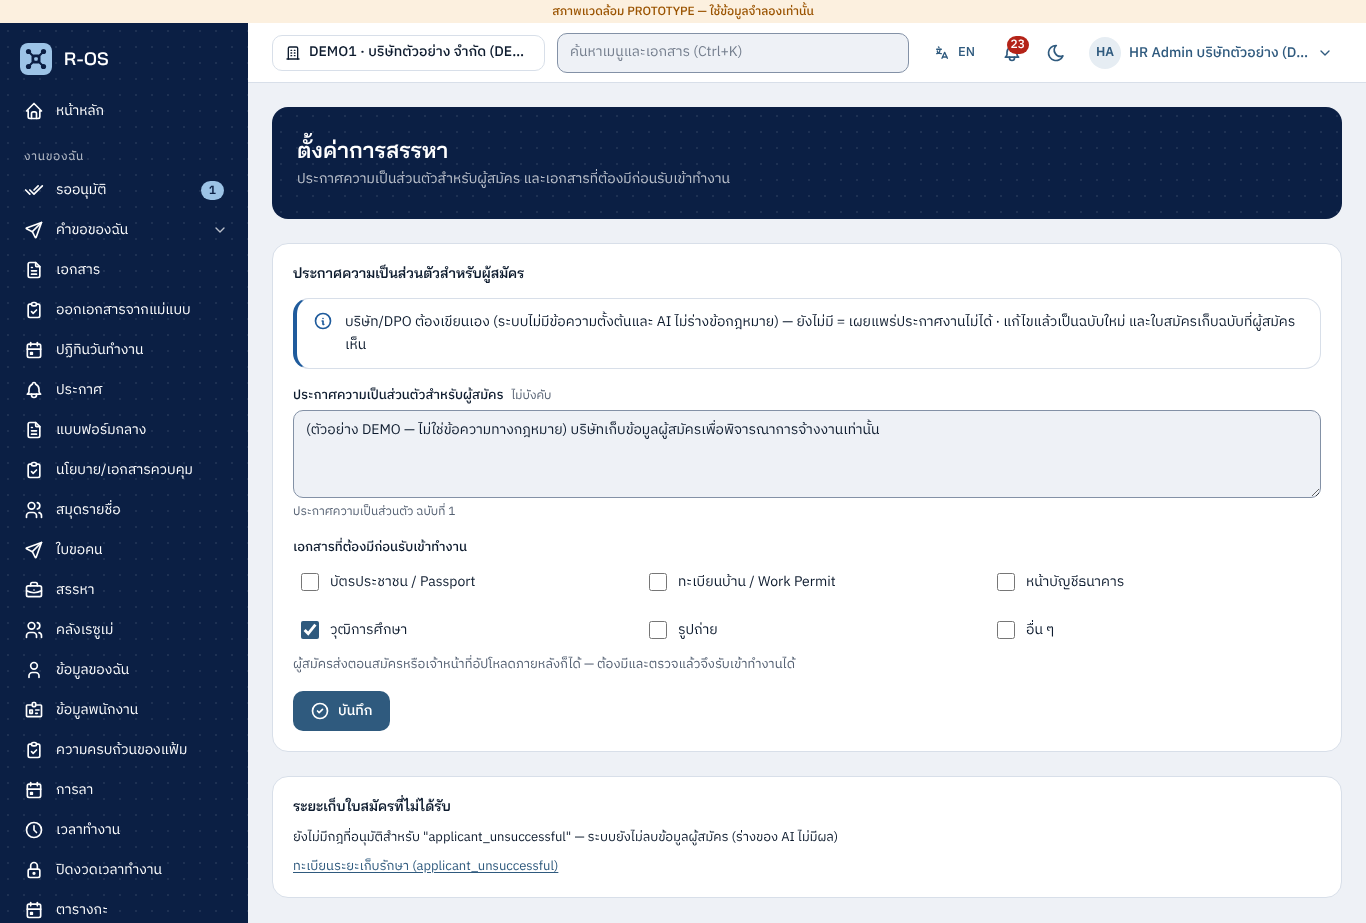 สภาพแวดล้อม PROTOTYPE — ใช้ข้อมูลจำลองเท่านั้น
R-OS
DEMO1 · บริษัทตัวอย่าง จำกัด (DE...
ค้นหาเมนูและเอกสาร (Ctrl+K)
EN
23
HA
HR Admin บริษัทตัวอย่าง (D...
หน้าหลัก
งานของฉัน
รออนุมัติ
1
คำขอของฉัน
เอกสาร
ออกเอกสารจากแม่แบบ
ปฏิทินวันทำงาน
ประกาศ
แบบฟอร์มกลาง
นโยบาย/เอกสารควบคุม
สมุดรายชื่อ
ใบขอคน
สรรหา
คลังเรซูเม่
ข้อมูลของฉัน
ข้อมูลพนักงาน
ความครบถ้วนของแฟ้ม
การลา
เวลาทำงาน
ปิดงวดเวลาทำงาน
ตารางกะ
ตั้งค่าการสรรหา
ประกาศความเป็นส่วนตัวสำหรับผู้สมัคร และเอกสารที่ต้องมีก่อนรับเข้าทำงาน
ประกาศความเป็นส่วนตัวสำหรับผู้สมัคร
บริษัท/DPO ต้องเขียนเอง (ระบบไม่มีข้อความตั้งต้นและ AI ไม่ร่างข้อกฎหมาย) — ยังไม่มี = เผยแพร่ประกาศงานไม่ได้ · แก้ไขแล้วเป็นฉบับใหม่ และใบสมัครเก็บฉบับที่ผู้สมัคร
เห็น
ประกาศความเป็นส่วนตัวสำหรับผู้สมัคร ไม่บังคับ
(ตัวอย่าง DEMO — ไม่ใช่ข้อความทางกฎหมาย) บริษัทเก็บข้อมูลผู้สมัครเพื่อพิจารณาการจ้างงานเท่านั้น
ประกาศความเป็นส่วนตัว ฉบับที่ 1
เอกสารที่ต้องมีก่อนรับเข้าทำงาน
บัตรประชาชน / Passport
ทะเบียนบ้าน / Work Permit
หน้าบัญชีธนาคาร
วุฒิการศึกษา
รูปถ่าย
อื่น ๆ
ผู้สมัครส่งตอนสมัครหรือเจ้าหน้าที่อัปโหลดภายหลังก็ได้ — ต้องมีและตรวจแล้วจึงรับเข้าทำงานได้
บันทึก
ระยะเก็บใบสมัครที่ไม่ได้รับ
ยังไม่มีกฎที่อนุมัติสำหรับ "applicant_unsuccessful" — ระบบยังไม่ลบข้อมูลผู้สมัคร (ร่างของ AI ไม่มีผล)
ทะเบียนระยะเก็บรักษา (applicant_unsuccessful)